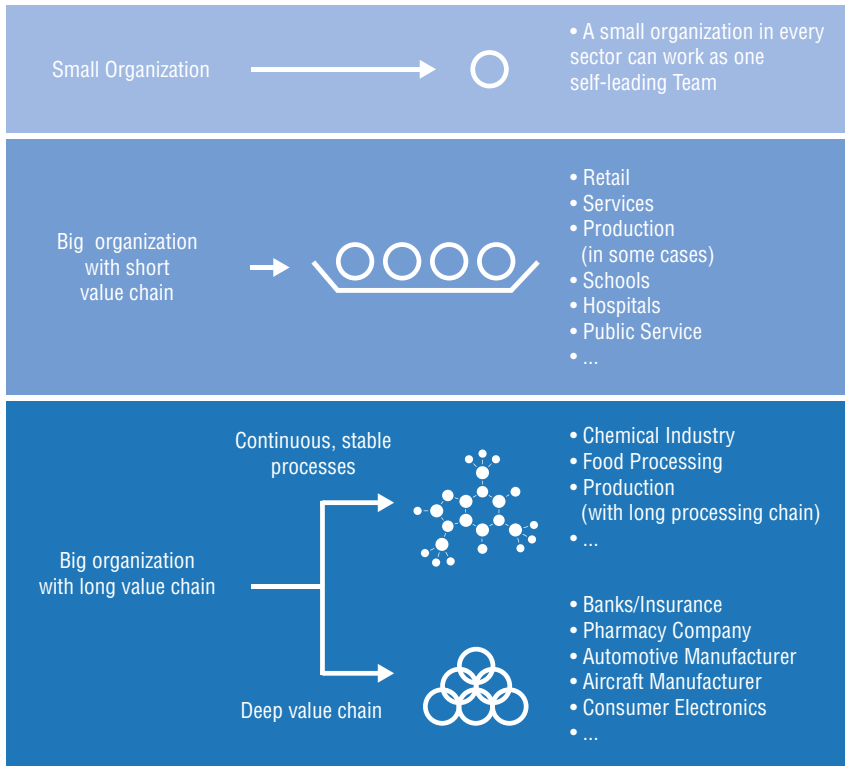 Small Organization
• A small organization in every
sector can work as one
self-leading Team
Big organization
with short
value chain
• Retail
• Services
• Production
(in some cases)
• Schools
• Hospitals
• Public Service
• ...
Big organization
with long value chain
Continuous, stable
processes
• Chemical Industry
• Food Processing
• Production
(with long processing chain)
• ...
Deep value chain
• Banks/Insurance
• Pharmacy Company
• Automotive Manufacturer
• Aircraft Manufacturer
• Consumer Electronics
• ...